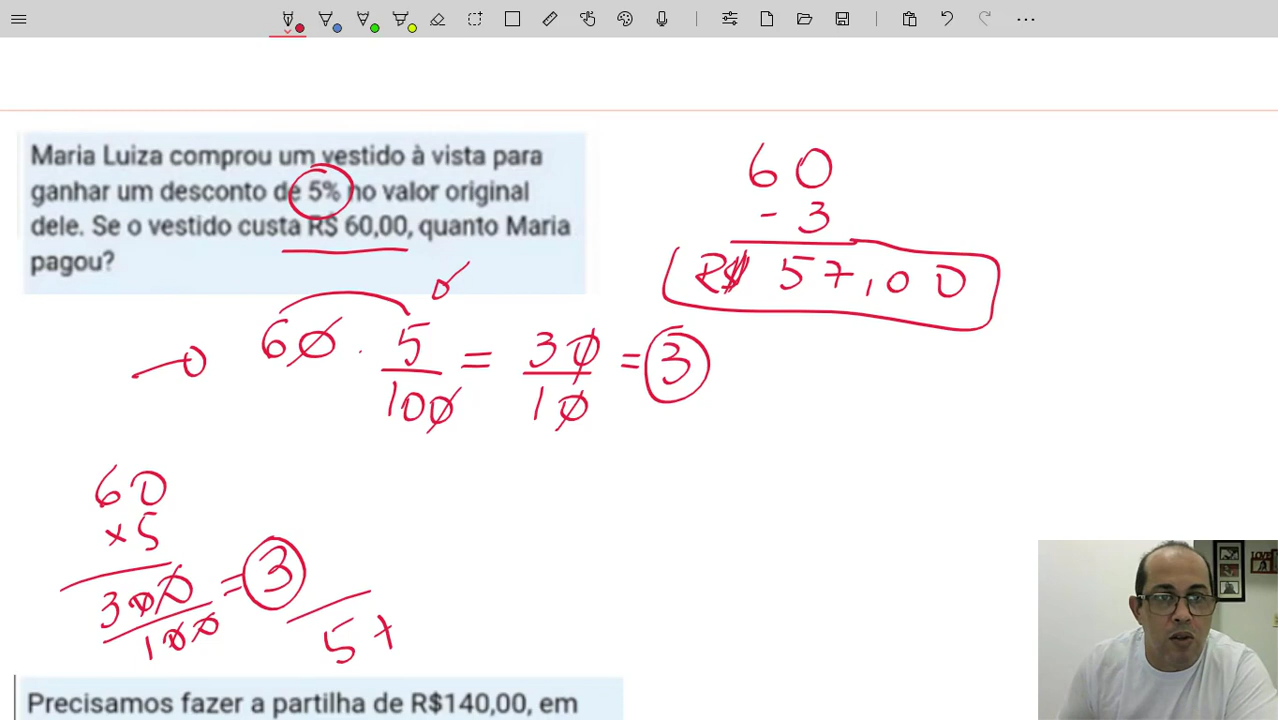 Maria Luiza comprou um vestido à vista para
ganhar um desconto de 5% no valor original
dele. Se o vestido custa R$ 60,00, quanto Maria
pagou?
60
- 3
R$ 57,00
60 · 5/100 = 30/10 = 3
60
x5
300/100 = 3
5 x
Precisamos fazer a partilha de R$140,00, em
LOVE